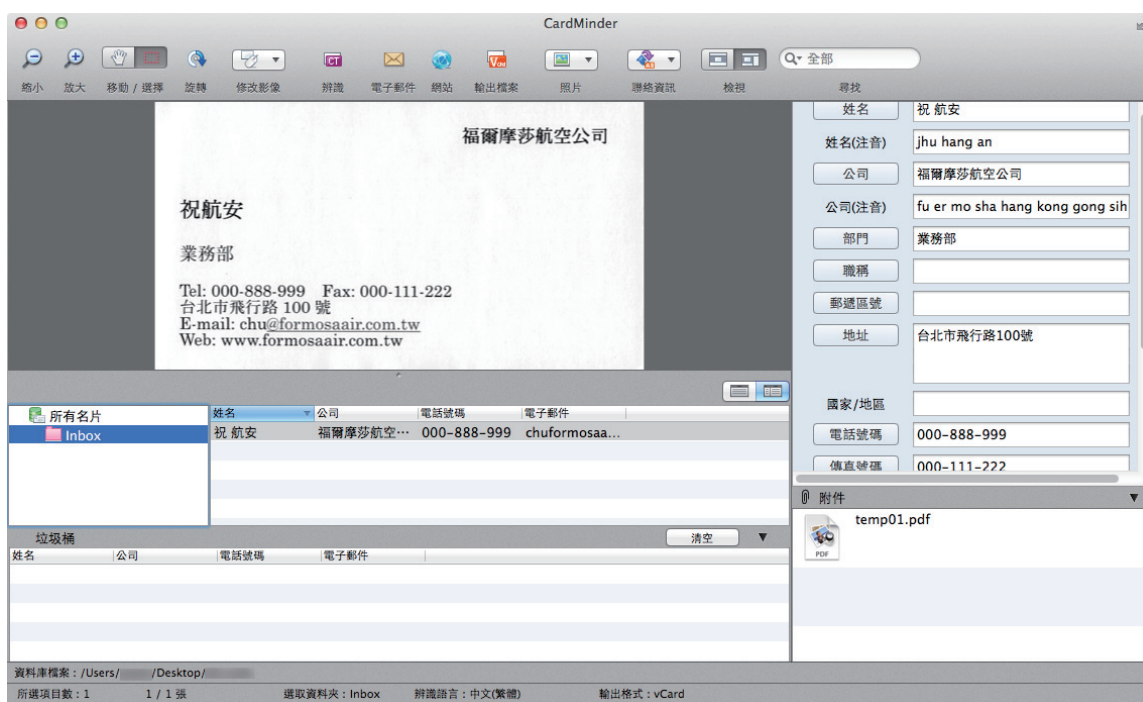 CardMinder
全部
縮小 放大 移動 / 選擇 旋轉 修改影像 辨識 電子郵件 網站 輸出檔案 照片 聯絡資訊 檢視 尋找
福爾摩莎航空公司
祝航安
業務部
Tel: 000-888-999 Fax: 000-111-222
台北市飛行路 100 號
E-mail: chu@formosaair.com.tw
Web: www.formosaair.com.tw
姓名 祝 航安
姓名(注音) jhu hang an
公司 福爾摩莎航空公司
公司(注音) fu er mo sha hang kong gong sih
部門 業務部
職稱
郵遞區號
地址 台北市飛行路100號
國家/地區
電話號碼 000-888-999
傳真號碼 000-111-222
所有名片
Inbox
姓名 公司 電話號碼 電子郵件
祝 航安 福爾摩莎航空… 000-888-999 chuformosaa...
附件
temp01.pdf
PDF
垃圾桶 清空
姓名 公司 電話號碼 電子郵件
資料庫檔案：/Users/ /Desktop/
所選項目數：1 1 / 1 張 選取資料夾：Inbox 辨識語言：中文(繁體) 輸出格式：vCard